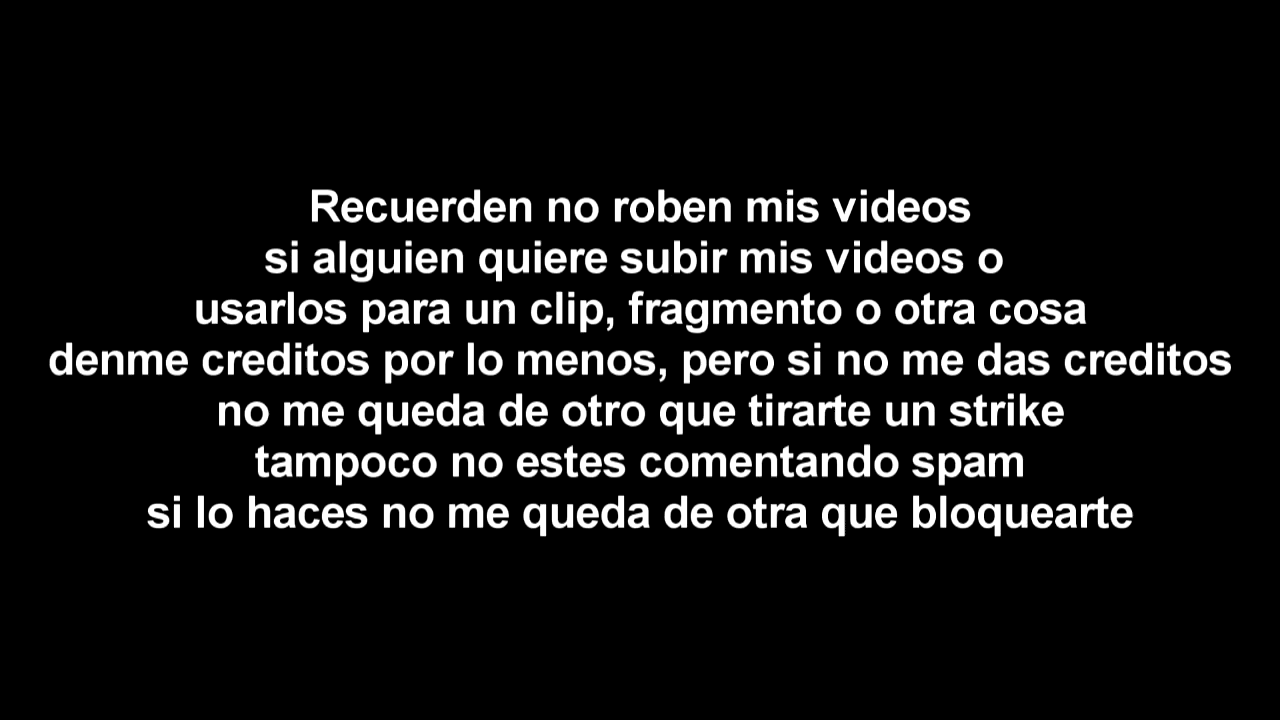 Recuerden no roben mis videos
si alguien quiere subir mis videos o
usarlos para un clip, fragmento o otra cosa
denme creditos por lo menos, pero si no me das creditos
no me queda de otro que tirarte un strike
tampoco no estes comentando spam
si lo haces no me queda de otra que bloquearte